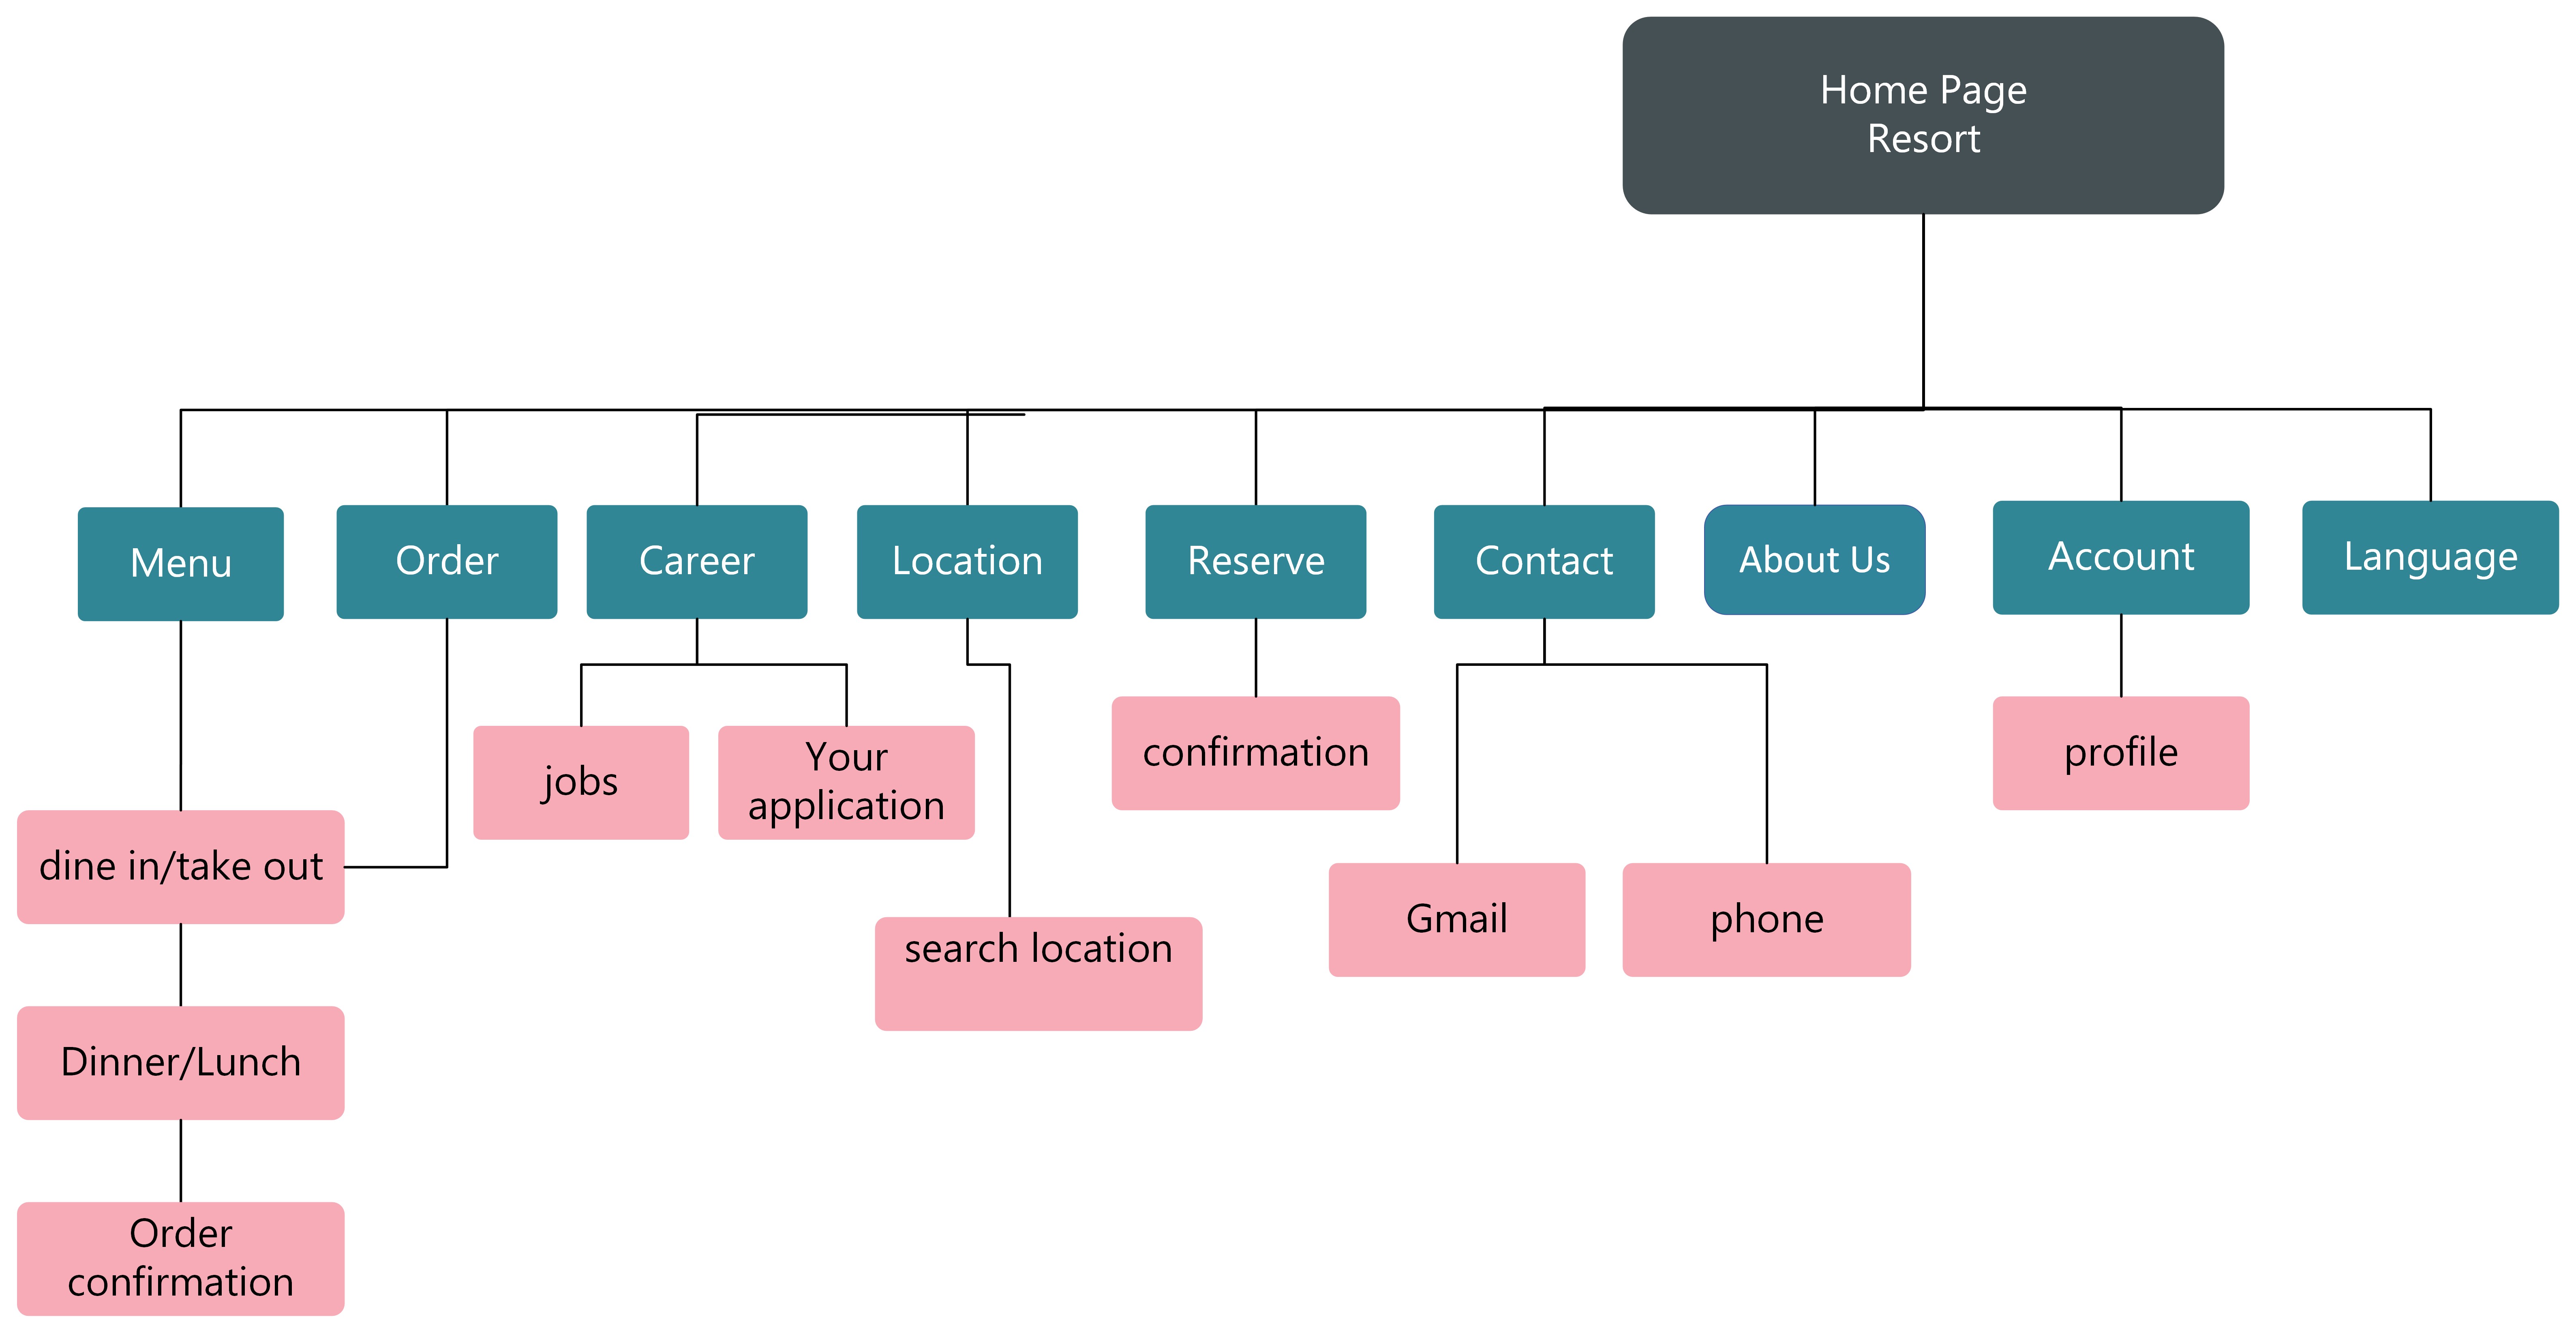 Home Page
Resort
Menu
Order
Career
Location
Reserve
Contact
About Us
Account
Language
jobs
Your
application
confirmation
profile
dine in/take out
search location
Gmail
phone
Dinner/Lunch
Order
confirmation